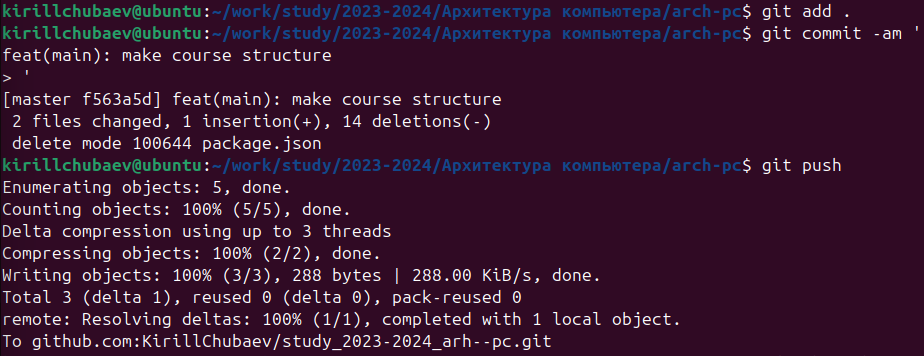 kirillchubaev@ubuntu:~/work/study/2023-2024/Архитектура компьютера/arch-pc$ git add .
kirillchubaev@ubuntu:~/work/study/2023-2024/Архитектура компьютера/arch-pc$ git commit -am '
feat(main): make course structure
> '
[master f563a5d] feat(main): make course structure
 2 files changed, 1 insertion(+), 14 deletions(-)
 delete mode 100644 package.json
kirillchubaev@ubuntu:~/work/study/2023-2024/Архитектура компьютера/arch-pc$ git push
Enumerating objects: 5, done.
Counting objects: 100% (5/5), done.
Delta compression using up to 3 threads
Compressing objects: 100% (2/2), done.
Writing objects: 100% (3/3), 288 bytes | 288.00 KiB/s, done.
Total 3 (delta 1), reused 0 (delta 0), pack-reused 0
remote: Resolving deltas: 100% (1/1), completed with 1 local object.
To github.com:KirillChubaev/study_2023-2024_arh--pc.git